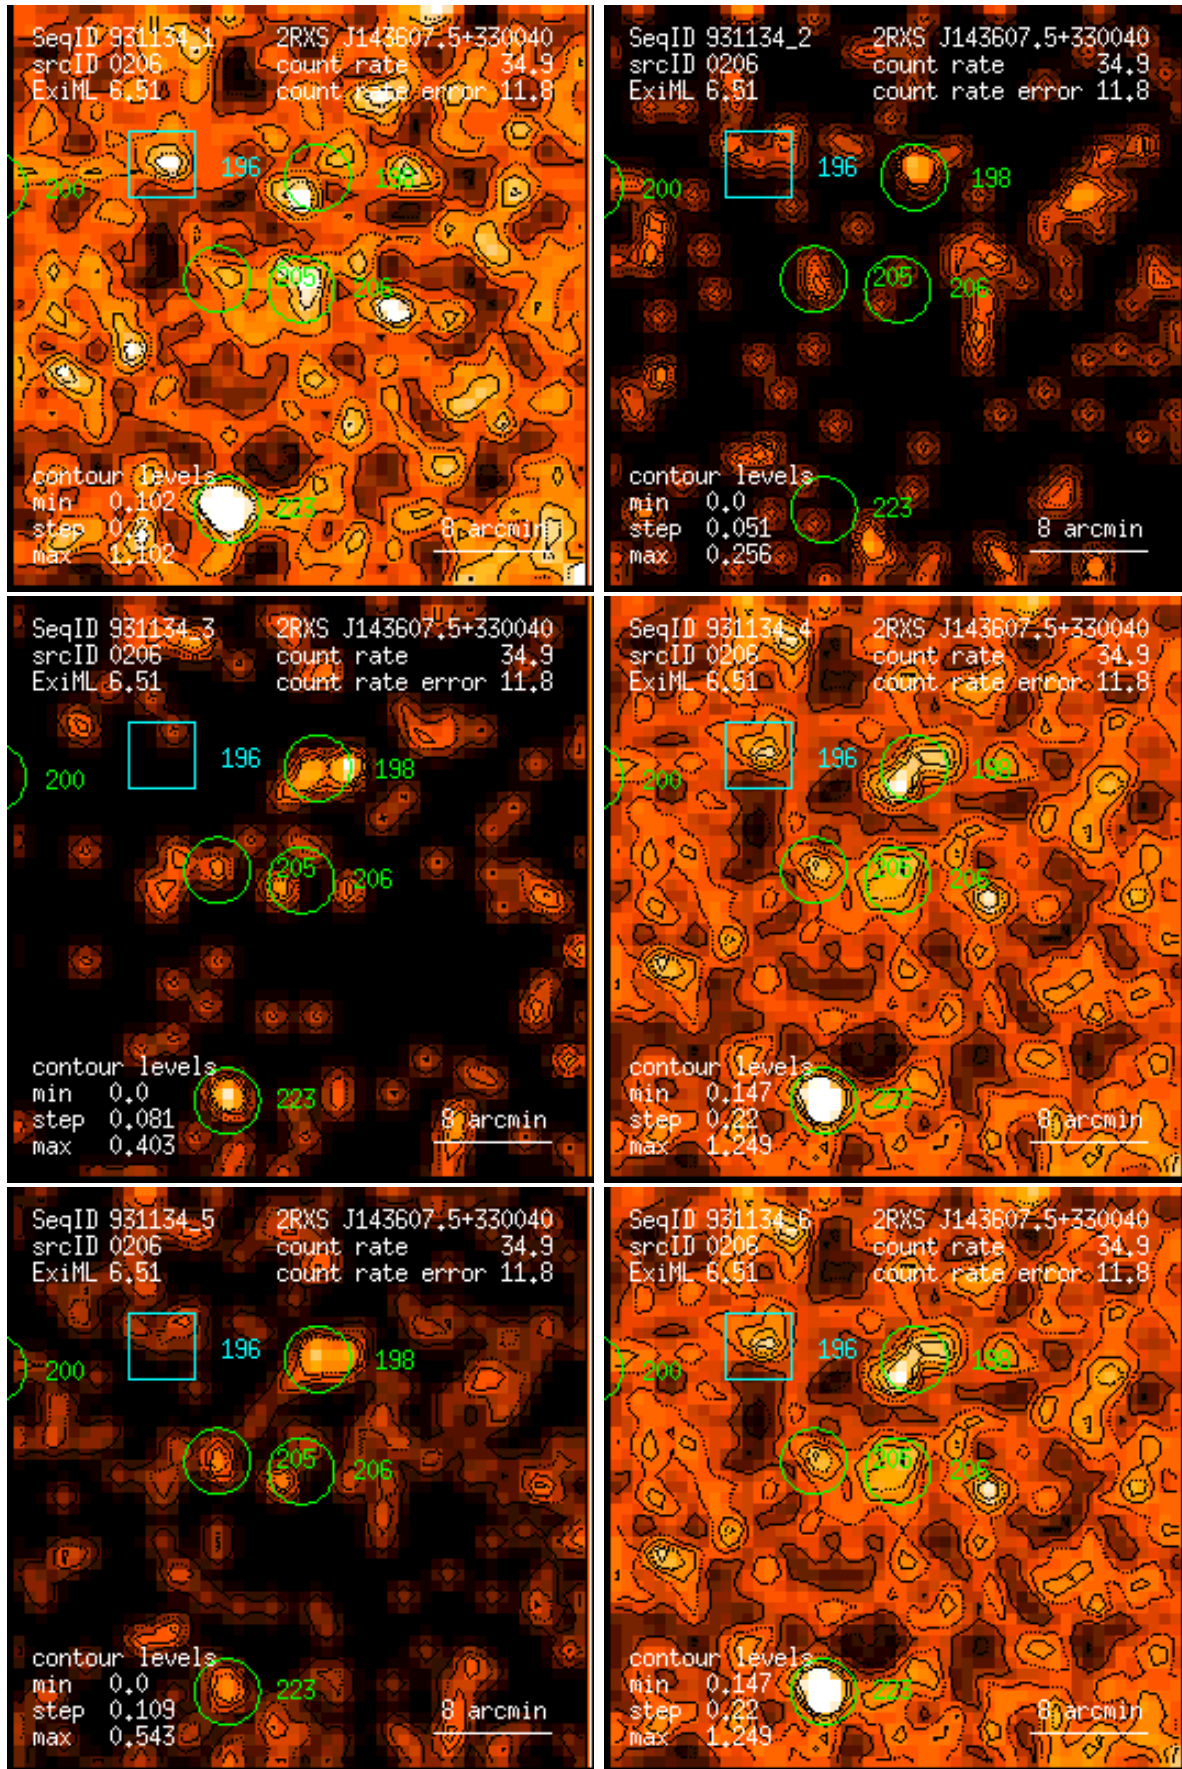 SeqID 931134_1 2RXS J143607.5+330040
srcID 0206 count rate 34.9
ExiML 6.51 count rate error 11.8
196
198
200
205
206
contour levels
min 0.102
223
step 0.2
8 arcmin
max 1.102
SeqID 931134_2 2RXS J143607.5+330040
srcID 0206 count rate 34.9
ExiML 6.51 count rate error 11.8
196
198
200
205
206
contour levels
min 0.0
223
step 0.051
8 arcmin
max 0.256
SeqID 931134_3 2RXS J143607.5+330040
srcID 0206 count rate 34.9
ExiML 6.51 count rate error 11.8
196
198
200
205
206
contour levels
min 0.0
223
step 0.081
8 arcmin
max 0.403
SeqID 931134_4 2RXS J143607.5+330040
srcID 0206 count rate 34.9
ExiML 6.51 count rate error 11.8
196
198
200
205
206
contour levels
min 0.147
223
step 0.22
8 arcmin
max 1.249
SeqID 931134_5 2RXS J143607.5+330040
srcID 0206 count rate 34.9
ExiML 6.51 count rate error 11.8
196
198
200
205
206
contour levels
min 0.0
223
step 0.109
8 arcmin
max 0.543
SeqID 931134_6 2RXS J143607.5+330040
srcID 0206 count rate 34.9
ExiML 6.51 count rate error 11.8
196
198
200
205
206
contour levels
min 0.147
223
step 0.22
8 arcmin
max 1.249